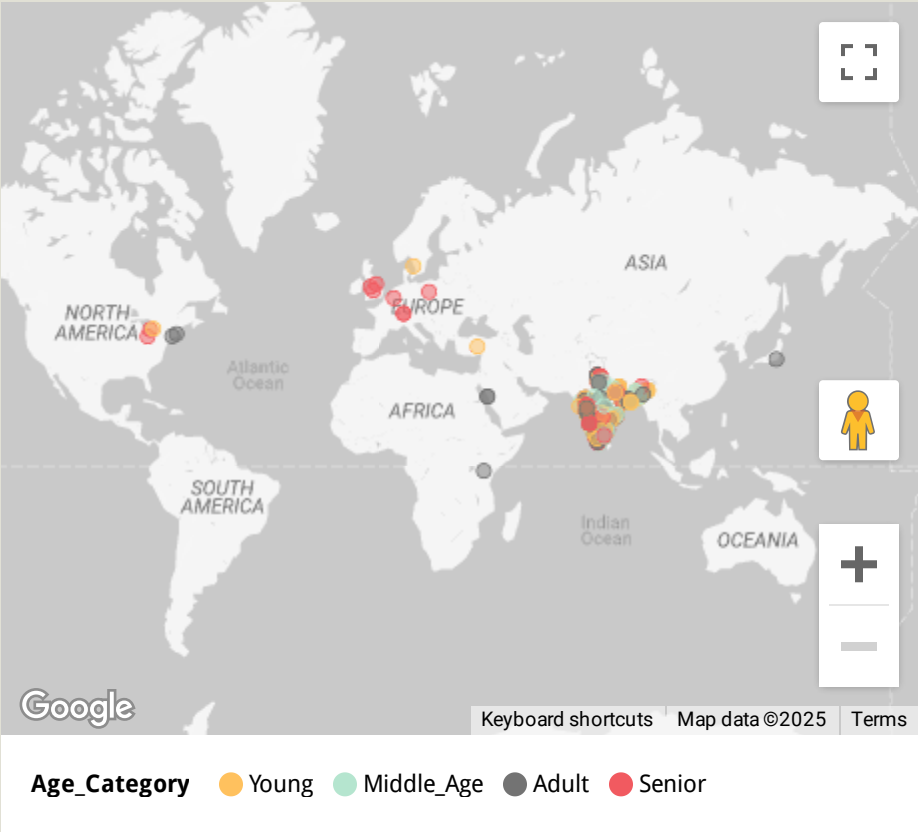 ASIA
EUROPE
NORTH
AMERICA
Atlantic
Ocean
AFRICA
SOUTH
AMERICA
Indian
Ocean
OCEANIA
Google
Keyboard shortcuts Map data ©2025 Terms
Age_Category Young Middle_Age Adult Senior